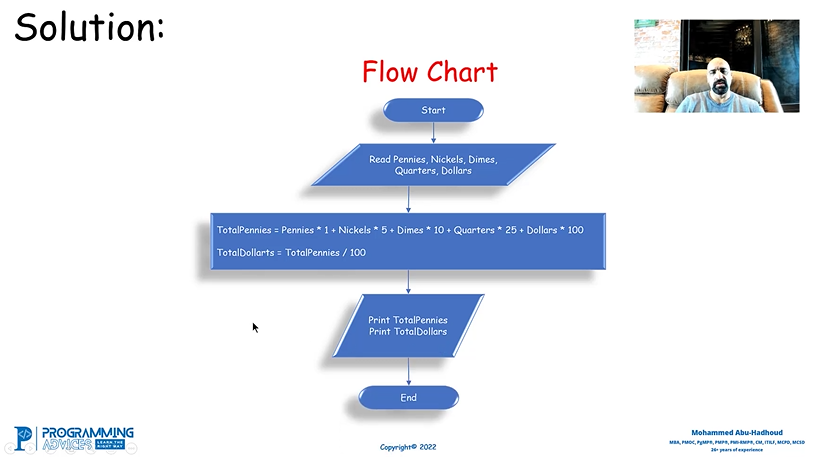 Solution:
Flow Chart
Start
Read Pennies, Nickels, Dimes,
Quarters, Dollars
TotalPennies = Pennies * 1 + Nickels * 5 + Dimes * 10 + Quarters * 25 + Dollars * 100
TotalDollarts = TotalPennies / 100
Print TotalPennies
Print TotalDollars
End
PROGRAMMING
ADVICES LEARN THE
RIGHT WAY
Copyright© 2022
Mohammed Abu-Hadhoud
MBA, PMOC, PgMP®, PMP®, PMI-RMP®, CM, ITILF, MCPD, MCSD
26+ years of experience